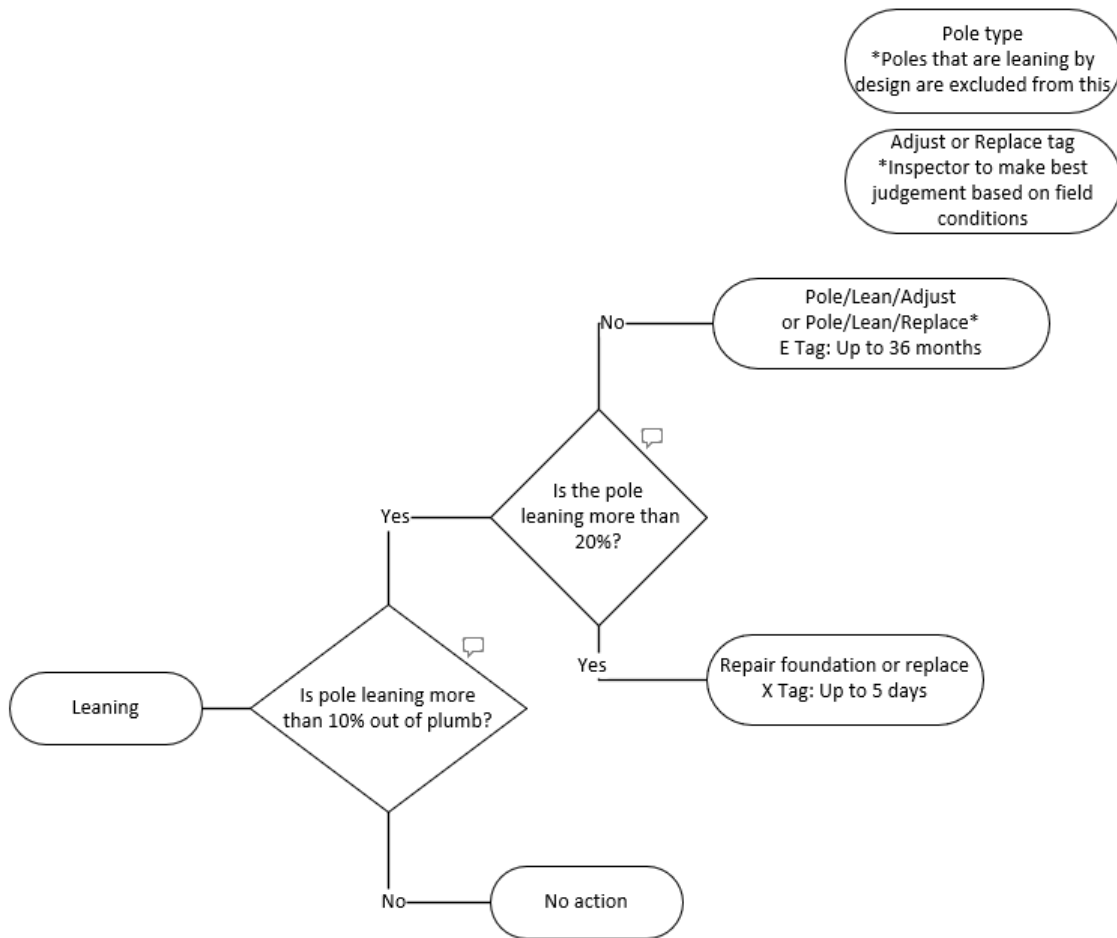 Pole type
*Poles that are leaning by
design are excluded from this
Adjust or Replace tag
*Inspector to make best
judgement based on field
conditions
Pole/Lean/Adjust
or Pole/Lean/Replace*
E Tag: Up to 36 months
No
Is the pole
leaning more than
20%?
Yes
Yes
Repair foundation or replace
X Tag: Up to 5 days
Leaning
Is pole leaning more
than 10% out of plumb?
No
No action